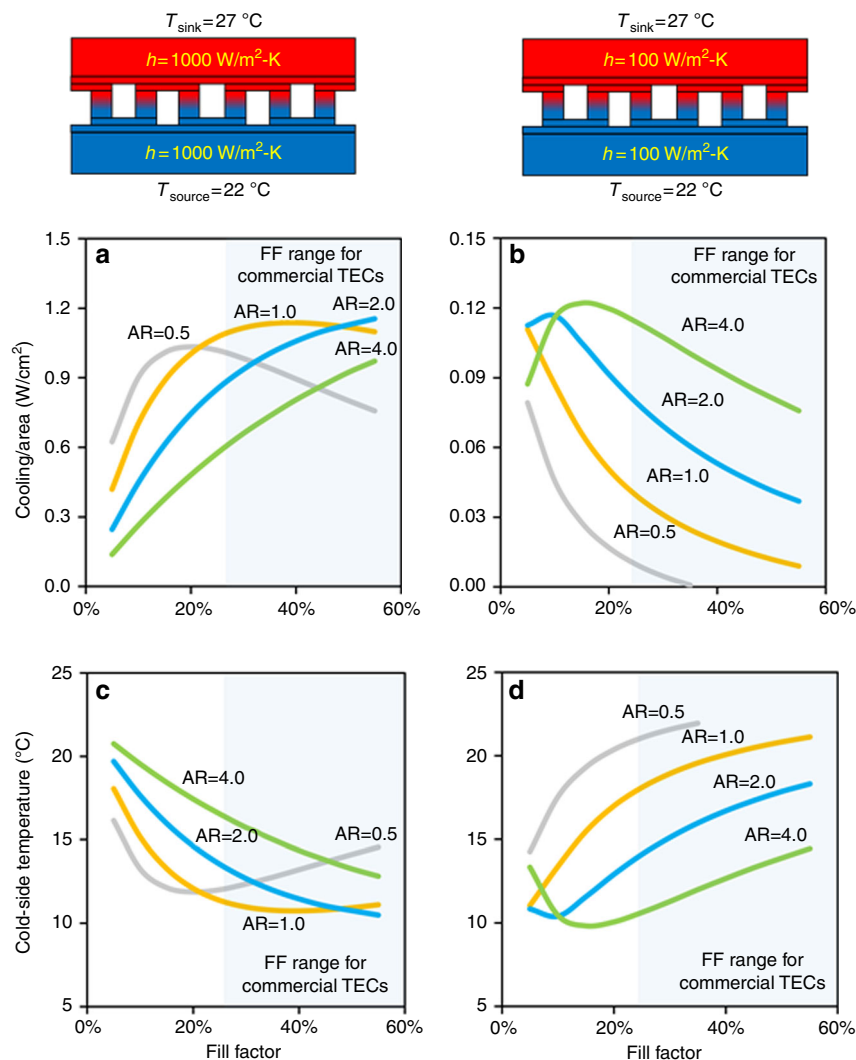 T_sink = 27 °C
h = 1000 W/m²-K
h = 1000 W/m²-K
T_source = 22 °C
T_sink = 27 °C
h = 100 W/m²-K
h = 100 W/m²-K
T_source = 22 °C
a
FF range for
commercial TECs
AR=0.5
AR=1.0
AR=2.0
AR=4.0
Cooling/area (W/cm²)
1.5
1.2
0.9
0.6
0.3
0.0
0%
20%
40%
60%
b
FF range for
commercial TECs
AR=4.0
AR=2.0
AR=1.0
AR=0.5
0.15
0.12
0.09
0.06
0.03
0.00
0%
20%
40%
60%
c
AR=4.0
AR=2.0
AR=0.5
AR=1.0
FF range for
commercial TECs
Cold-side temperature (°C)
25
20
15
10
5
0%
20%
40%
60%
Fill factor
d
AR=0.5
AR=1.0
AR=2.0
AR=4.0
FF range for
commercial TECs
25
20
15
10
5
0%
20%
40%
60%
Fill factor